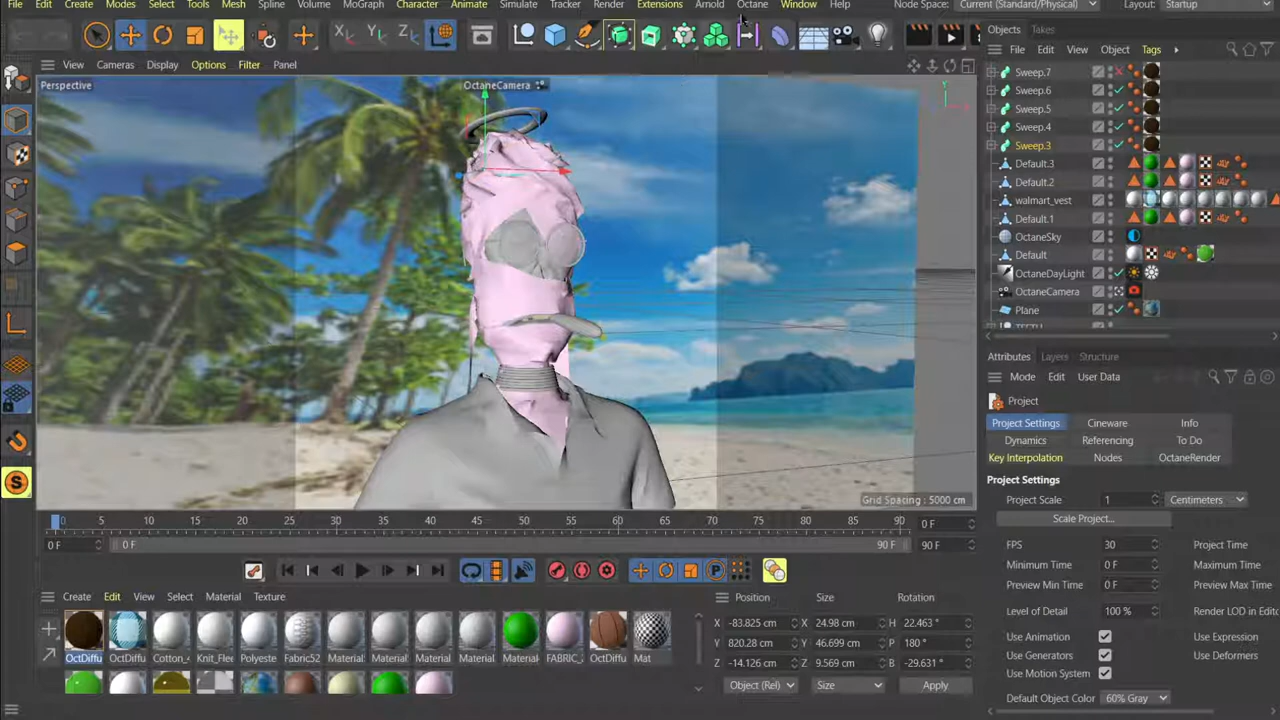 File Edit Create Modes Select Tools Mesh Spline Volume MoGraph Character Animate Simulate Tracker Render Extensions Arnold Octane Window Help Node Space: Current (Standard/Physical) Layout: Startup
Objects Takes
View Cameras Display Options Filter Panel
File Edit View Object Tags
Perspective OctaneCamera
Y
Sweep.7
Sweep.6
Sweep.5
Sweep.4
Sweep.3
Default.3
Default.2
walmart_vest
Default.1
OctaneSky
Default
OctaneDayLight
OctaneCamera
Plane
Attributes Layers Structure
Mode Edit User Data
Project
Project Settings Cineware Info
Dynamics Referencing To Do
Key Interpolation Nodes OctaneRender
Project Settings
Project Scale 1 Centimeters
Scale Project...
Grid Spacing : 5000 cm
0 5 10 15 20 25 30 35 40 45 50 55 60 65 70 75 80 85 90 0 F
0 F 0 F 90 F 90 F
FPS 30 Project Time
Minimum Time 0 F Maximum Time
Preview Min Time 0 F Preview Max Time
Level of Detail 100 % Render LOD in Edito
Use Animation Use Expression
Use Generators Use Deformers
Use Motion System
Default Object Color 60% Gray
Create Edit View Select Material Texture
OctDiffu OctDiffu Cotton_4 Knit_Flee Polyeste Fabric52 Material Material Material Material Material FABRIC_ OctDiffu Mat
Position Size Rotation
X -83.825 cm X 24.98 cm H 22.463 °
Y 820.28 cm Y 46.699 cm P 180 °
Z -14.126 cm Z 9.569 cm B -29.631 °
Object (Rel) Size Apply